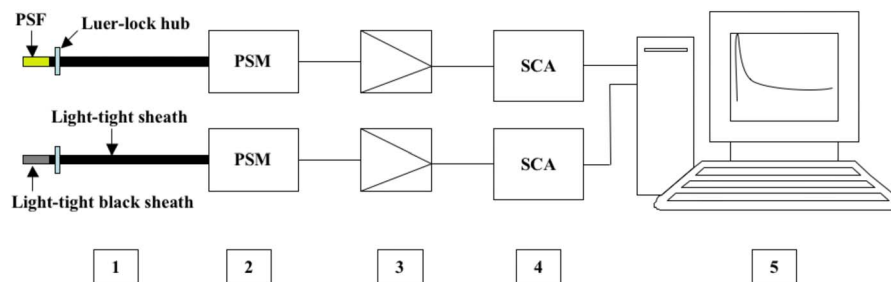 PSF
Luer-lock hub
PSM
SCA
Light-tight sheath
PSM
SCA
Light-tight black sheath
1
2
3
4
5